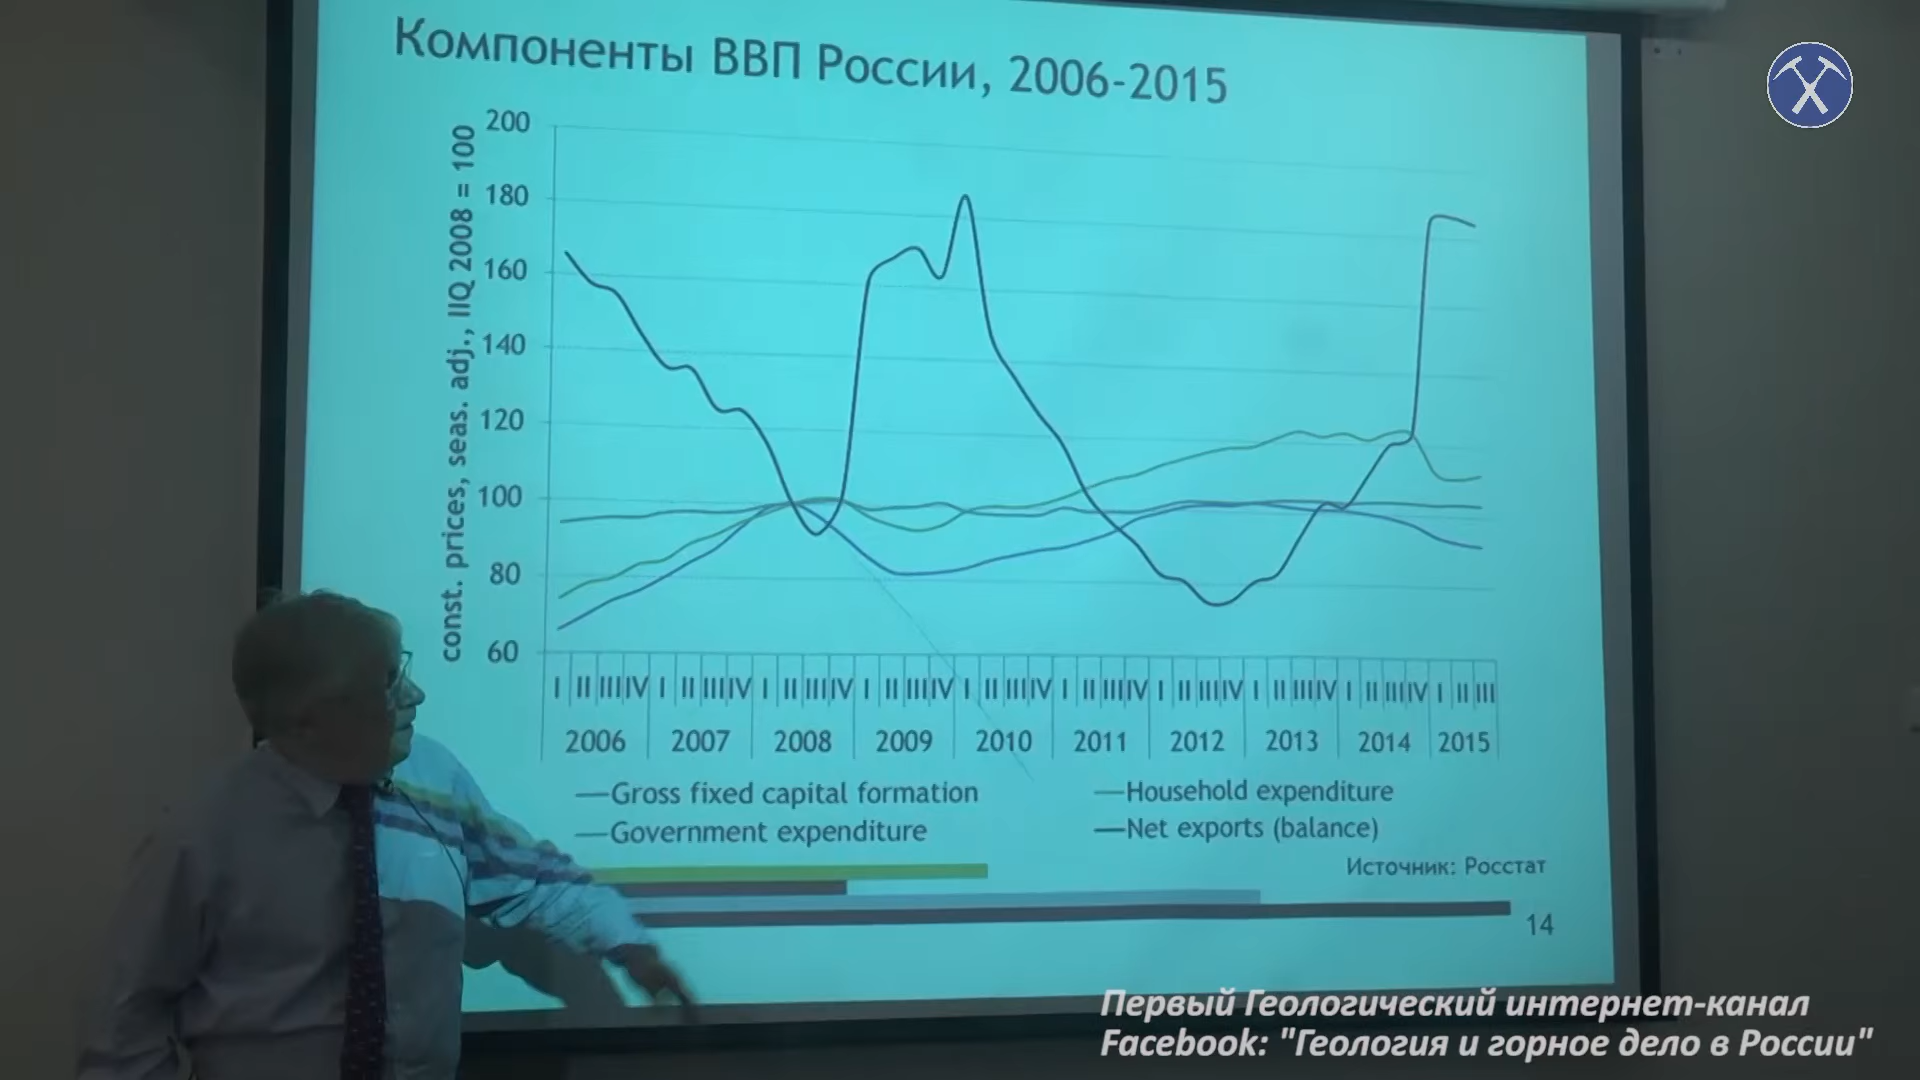 Компоненты ВВП России, 2006-2015
const. prices, seas. adj., IIQ 2008 = 100
200
180
160
140
120
100
80
60
I II III IV I II III IV I II III IV I II III IV I II III IV I II III IV I II III IV I II III IV I II III IV I II III
2006 2007 2008 2009 2010 2011 2012 2013 2014 2015
Gross fixed capital formation
Household expenditure
Government expenditure
Net exports (balance)
Источник: Росстат
14
Первый Геологический интернет-канал
Facebook: "Геология и горное дело в России"